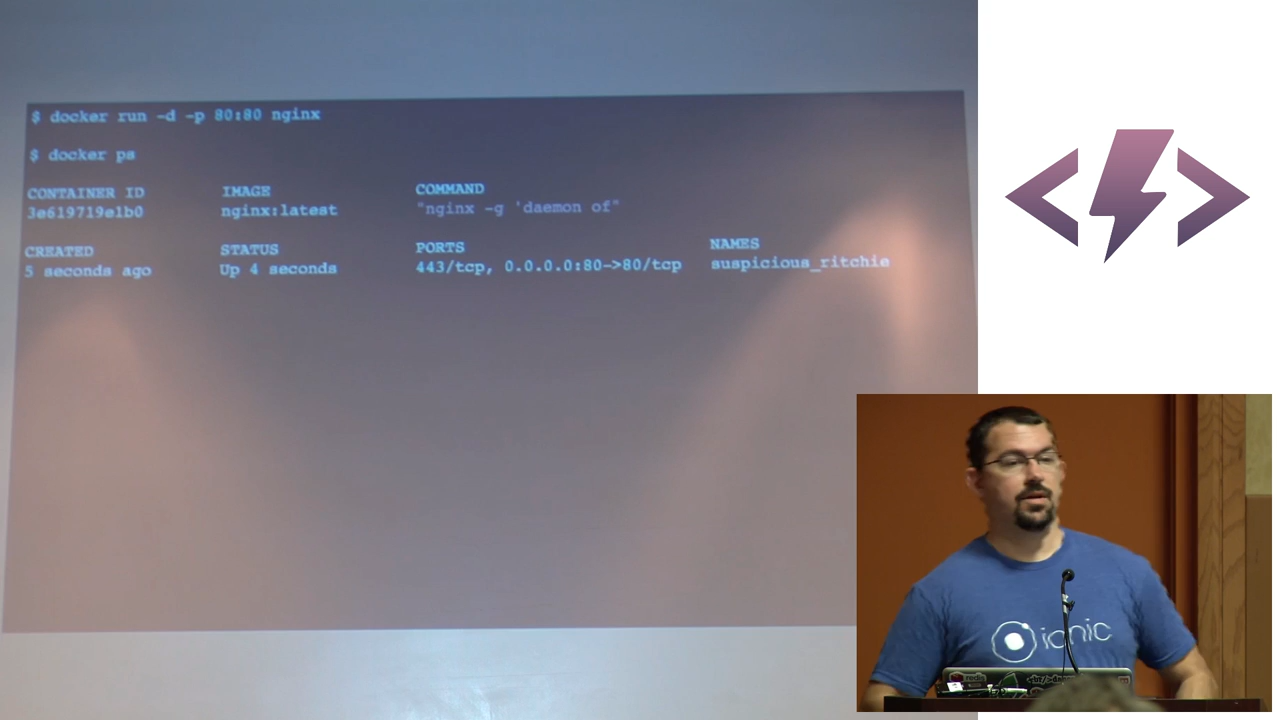 $ docker run -d -p 80:80 nginx
$ docker ps
CONTAINER ID IMAGE COMMAND
3e619719e1b0 nginx:latest "nginx -g 'daemon of"
CREATED STATUS PORTS NAMES
5 seconds ago Up 4 seconds 443/tcp, 0.0.0.0:80->80/tcp suspicious_ritchie
ionic
redis